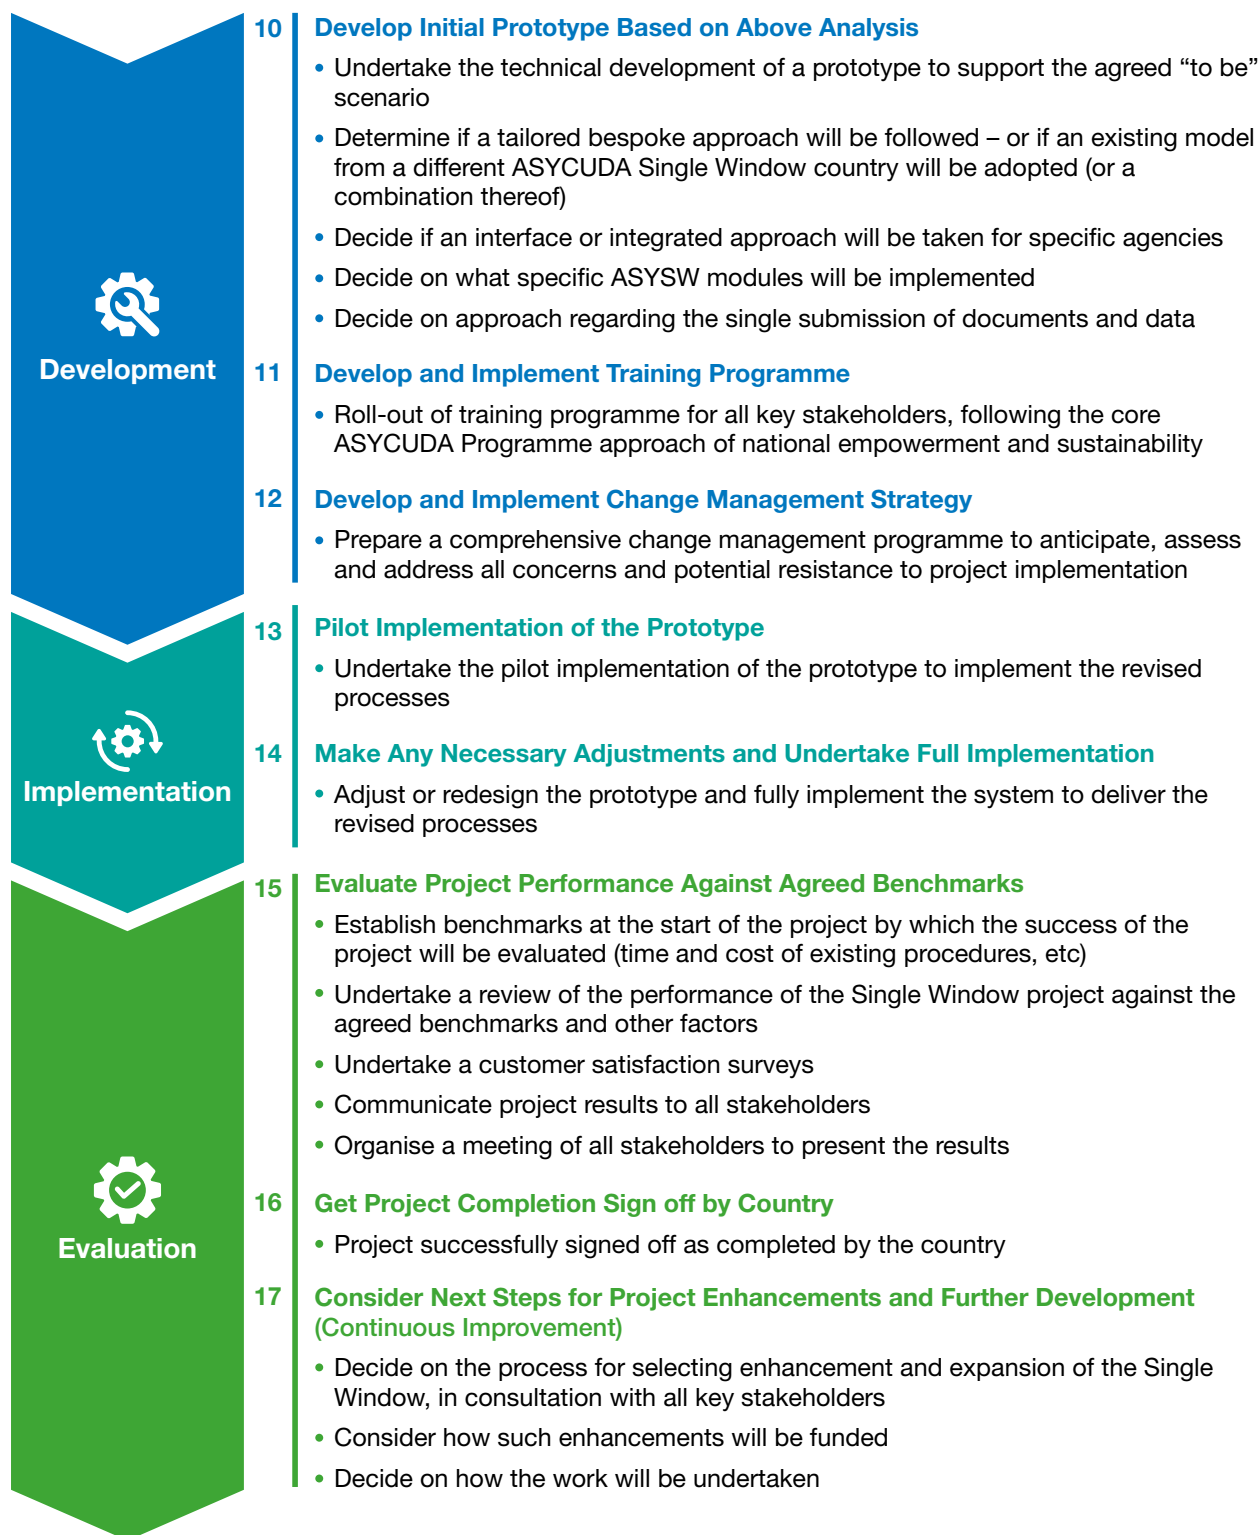 10
Develop Initial Prototype Based on Above Analysis
• Undertake the technical development of a prototype to support the agreed “to be”
scenario
• Determine if a tailored bespoke approach will be followed – or if an existing model
from a different ASYCUDA Single Window country will be adopted (or a
combination thereof)
• Decide if an interface or integrated approach will be taken for specific agencies
• Decide on what specific ASYSW modules will be implemented
• Decide on approach regarding the single submission of documents and data
Development
11
Develop and Implement Training Programme
• Roll-out of training programme for all key stakeholders, following the core
ASYCUDA Programme approach of national empowerment and sustainability
12
Develop and Implement Change Management Strategy
• Prepare a comprehensive change management programme to anticipate, assess
and address all concerns and potential resistance to project implementation
13
Pilot Implementation of the Prototype
• Undertake the pilot implementation of the prototype to implement the revised
processes
14
Make Any Necessary Adjustments and Undertake Full Implementation
Implementation
• Adjust or redesign the prototype and fully implement the system to deliver the
revised processes
15
Evaluate Project Performance Against Agreed Benchmarks
• Establish benchmarks at the start of the project by which the success of the
project will be evaluated (time and cost of existing procedures, etc)
• Undertake a review of the performance of the Single Window project against the
agreed benchmarks and other factors
• Undertake a customer satisfaction surveys
• Communicate project results to all stakeholders
• Organise a meeting of all stakeholders to present the results
16
Get Project Completion Sign off by Country
Evaluation
• Project successfully signed off as completed by the country
17
Consider Next Steps for Project Enhancements and Further Development
(Continuous Improvement)
• Decide on the process for selecting enhancement and expansion of the Single
Window, in consultation with all key stakeholders
• Consider how such enhancements will be funded
• Decide on how the work will be undertaken